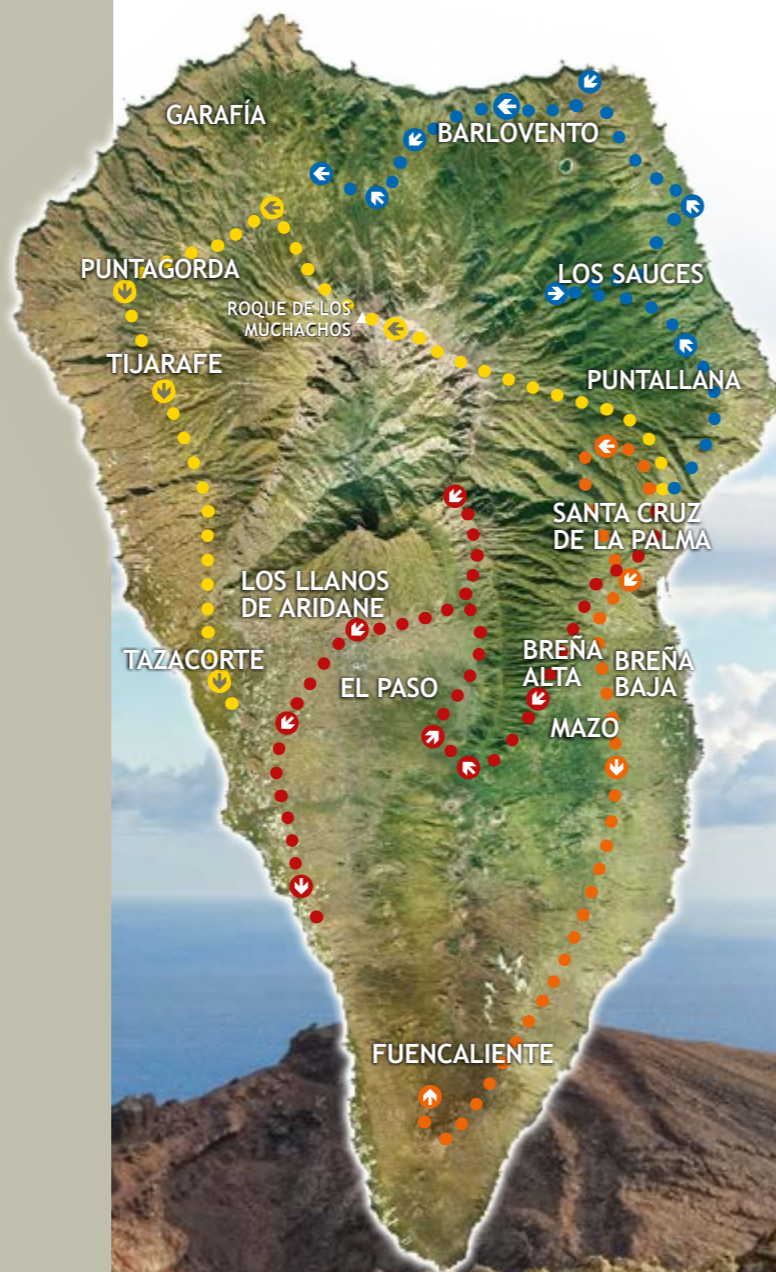 GARAFÍA
BARLOVENTO
PUNTAGORDA
LOS SAUCES
ROQUE DE LOS
MUCHACHOS
TIJARAFE
PUNTALLANA
SANTA CRUZ
DE LA PALMA
LOS LLANOS
DE ARIDANE
TAZACORTE
EL PASO
BREÑA
ALTA
BREÑA
BAJA
MAZO
FUENCALIENTE